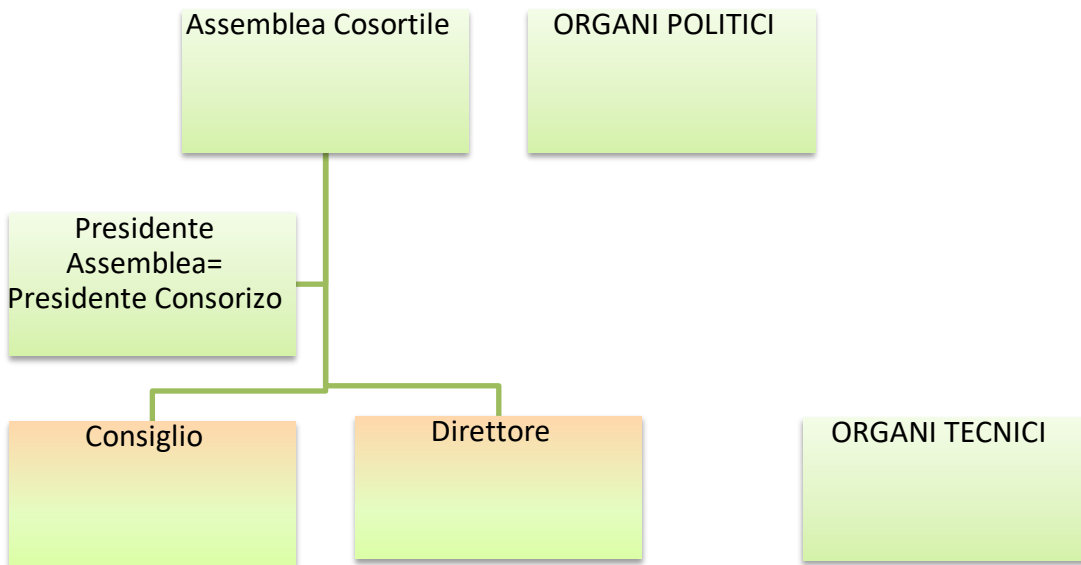 Assemblea Cosortile
ORGANI POLITICI
Presidente
Assemblea=
Presidente Consorizo
Consiglio
Direttore
ORGANI TECNICI